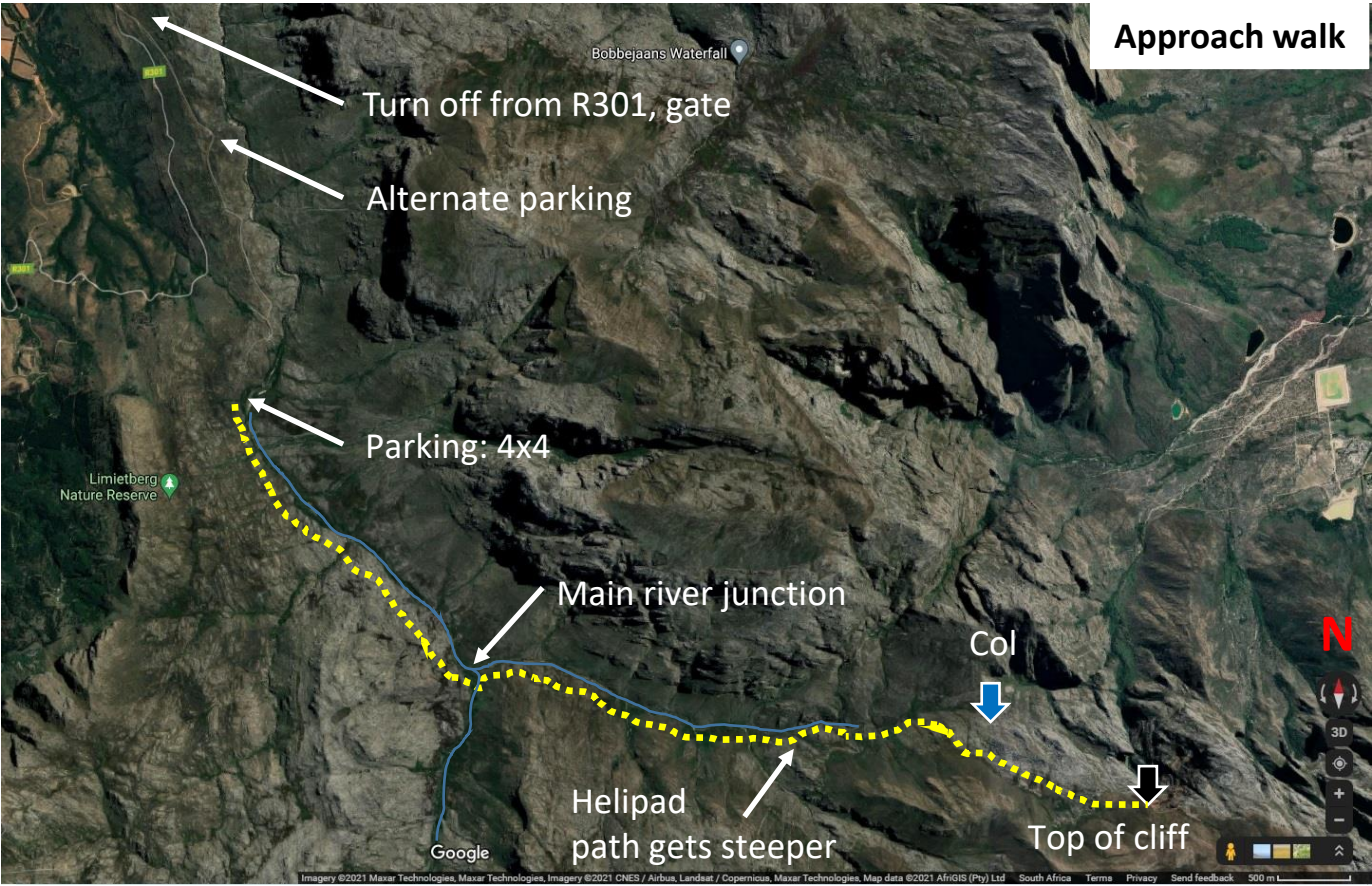 Approach walk
Bobbejaans Waterfall
R301
Turn off from R301, gate
Alternate parking
R301
Parking: 4x4
Limietberg
Nature Reserve
Main river junction
N
Col
3D
Helipad
path gets steeper
Top of cliff
Google
Imagery ©2021 Maxar Technologies, Maxar Technologies, Imagery ©2021 CNES / Airbus, Landsat / Copernicus, Maxar Technologies, Map data ©2021 AfriGIS (Pty) Ltd South Africa Terms Privacy Send feedback 500 m